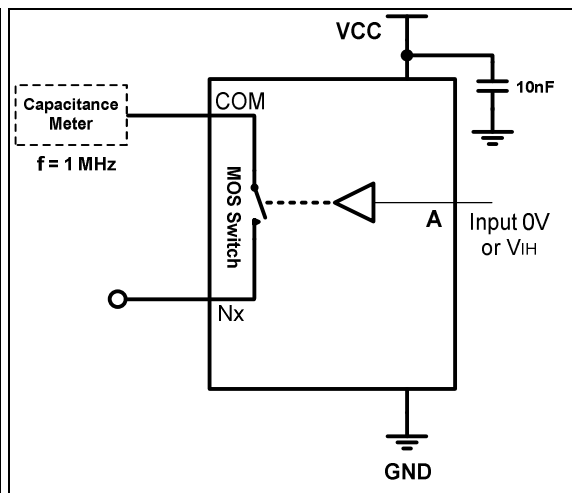 VCC
10nF
COM
Capacitance
Meter
f = 1 MHz
MOS Switch
A
Input 0V
or VIH
Nx
GND